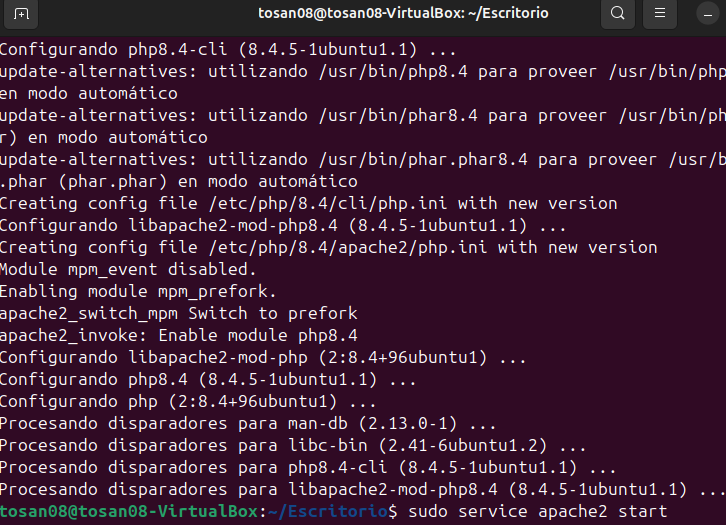 tosan08@tosan08-VirtualBox: ~/Escritorio
Configurando php8.4-cli (8.4.5-1ubuntu1.1) ...
update-alternatives: utilizando /usr/bin/php8.4 para proveer /usr/bin/php
en modo automático
update-alternatives: utilizando /usr/bin/phar8.4 para proveer /usr/bin/ph
r) en modo automático
update-alternatives: utilizando /usr/bin/phar.phar8.4 para proveer /usr/b
.phar (phar.phar) en modo automático
Creating config file /etc/php/8.4/cli/php.ini with new version
Configurando libapache2-mod-php8.4 (8.4.5-1ubuntu1.1) ...
Creating config file /etc/php/8.4/apache2/php.ini with new version
Module mpm_event disabled.
Enabling module mpm_prefork.
apache2_switch_mpm Switch to prefork
apache2_invoke: Enable module php8.4
Configurando libapache2-mod-php (2:8.4+96ubuntu1) ...
Configurando php8.4 (8.4.5-1ubuntu1.1) ...
Configurando php (2:8.4+96ubuntu1) ...
Procesando disparadores para man-db (2.13.0-1) ...
Procesando disparadores para libc-bin (2.41-6ubuntu1.2) ...
Procesando disparadores para php8.4-cli (8.4.5-1ubuntu1.1) ...
Procesando disparadores para libapache2-mod-php8.4 (8.4.5-1ubuntu1.1) ...
tosan08@tosan08-VirtualBox:~/Escritorio$ sudo service apache2 start